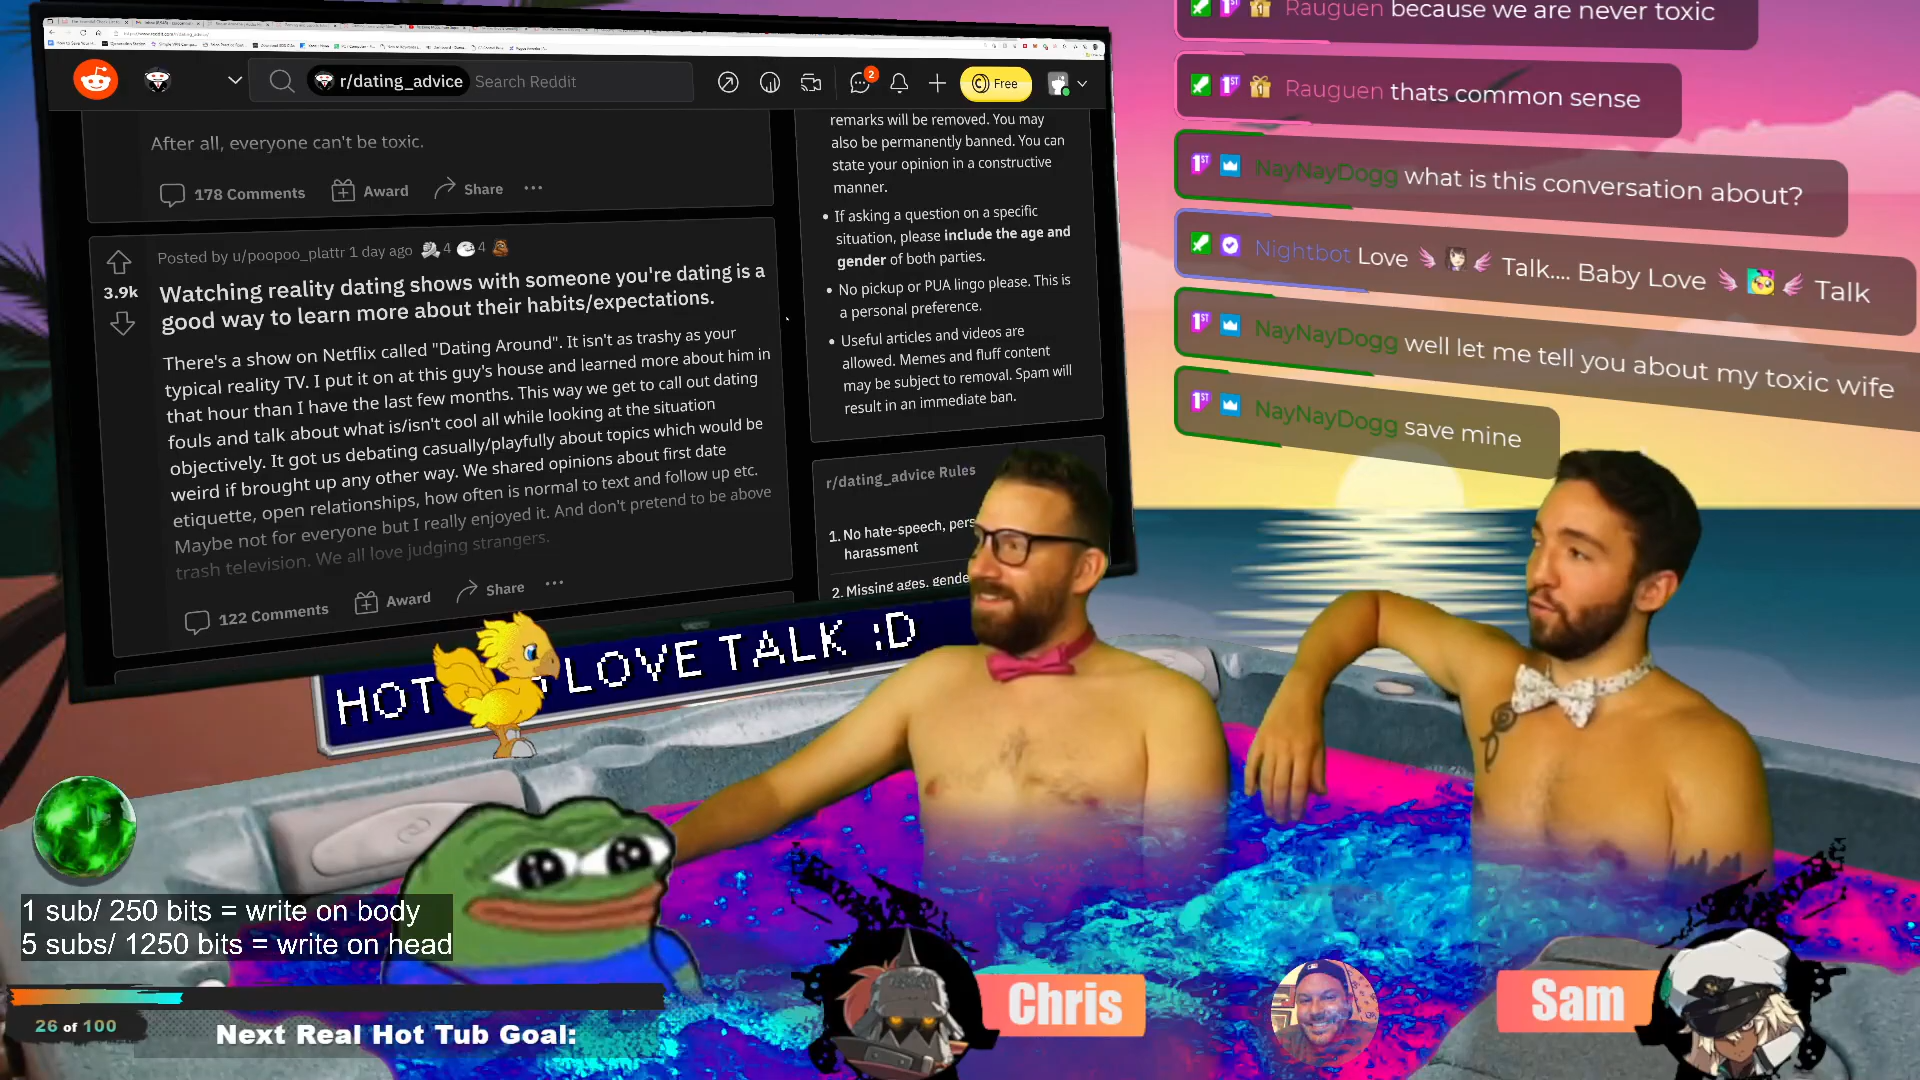 r/dating_advice Search Reddit
2
Free
After all, everyone can't be toxic.
178 Comments Award Share
Posted by u/poopoo_plattr 1 day ago 4 4
3.9k
Watching reality dating shows with someone you're dating is a
good way to learn more about their habits/expectations.
There's a show on Netflix called "Dating Around". It isn't as trashy as your
typical reality TV. I put it on at this guy's house and learned more about him in
that hour than I have the last few months. This way we get to call out dating
fouls and talk about what is/isn't cool all while looking at the situation
objectively. It got us debating casually/playfully about topics which would be
weird if brought up any other way. We shared opinions about first date
etiquette, open relationships, how often is normal to text and follow up etc.
Maybe not for everyone but I really enjoyed it. And don't pretend to be above
trash television. We all love judging strangers.
122 Comments Award Share
remarks will be removed. You may
also be permanently banned. You can
state your opinion in a constructive
manner.
If asking a question on a specific
situation, please include the age and
gender of both parties.
No pickup or PUA lingo please. This is
a personal preference.
Useful articles and videos are
allowed. Memes and fluff content
may be subject to removal. Spam will
result in an immediate ban.
r/dating_advice Rules
1. No hate-speech, pers
harassment
2. Missing ages, gende
Rauguen because we are never toxic
Rauguen thats common sense
NayNayDogg what is this conversation about?
Nightbot Love Talk.... Baby Love Talk
NayNayDogg well let me tell you about my toxic wife
NayNayDogg save mine
HOT LOVE TALK :D
1 sub/ 250 bits = write on body
5 subs/ 1250 bits = write on head
26 of 100
Next Real Hot Tub Goal:
Chris
Sam